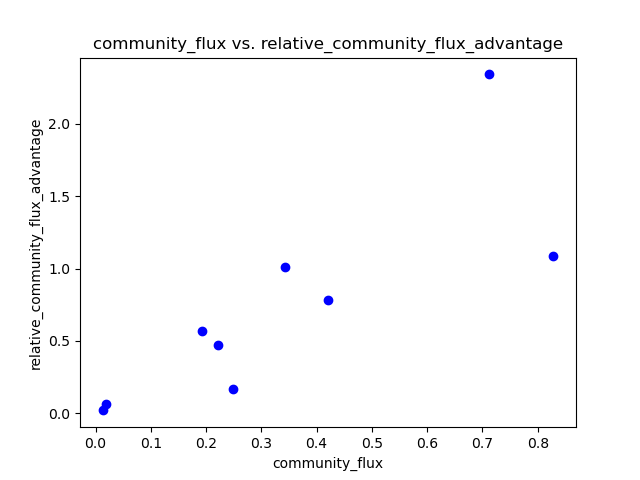 community_flux vs. relative_community_flux_advantage
2.0
1.5
1.0
0.5
0.0
relative_community_flux_advantage
0.0 0.1 0.2 0.3 0.4 0.5 0.6 0.7 0.8
community_flux